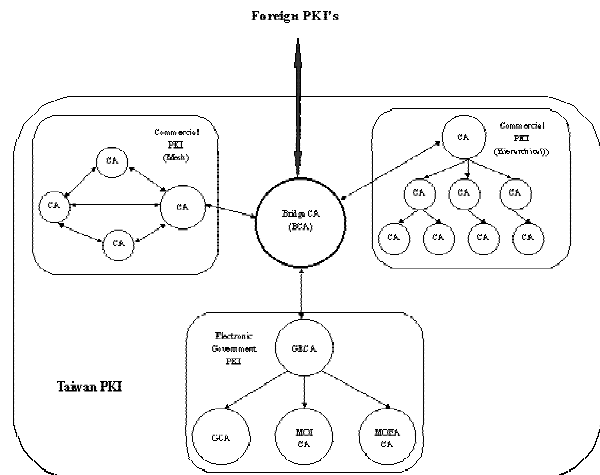 Foreign PKI's
Commercial
PKI
(Mesh)
CA
CA
CA
CA
Commercial
PKI
(Hierarchical)
CA
CA
CA
CA
CA
CA
CA
CA
Bridge CA
(BCA)
Electronic
Government
PKI
GRCA
GCA
MOI
CA
MOEA
CA
Taiwan PKI